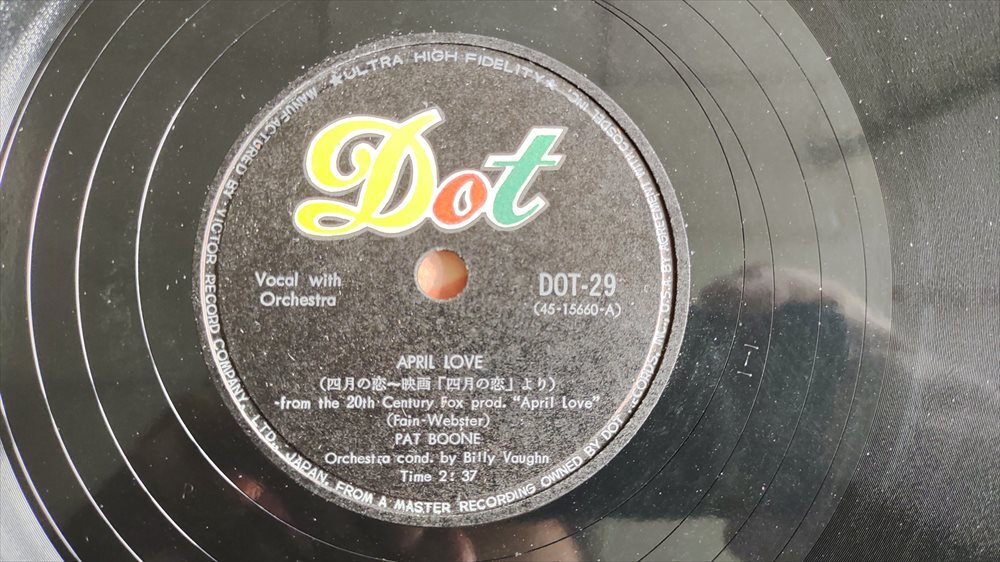 ★ULTRA HIGH FIDELITY★
Dot
Vocal with
Orchestra
DOT-29
(45-15660-A)
APRIL LOVE
(四月の恋〜映画「四月の恋」より)
-from the 20th Century Fox prod. "April Love"
(Fain-Webster)
PAT BOONE
Orchestra cond. by Billy Vaughn
Time 2:37
MANUFACTURED BY VICTOR RECORD COMPANY, LTD., JAPAN, FROM A MASTER RECORDING OWNED BY DOT